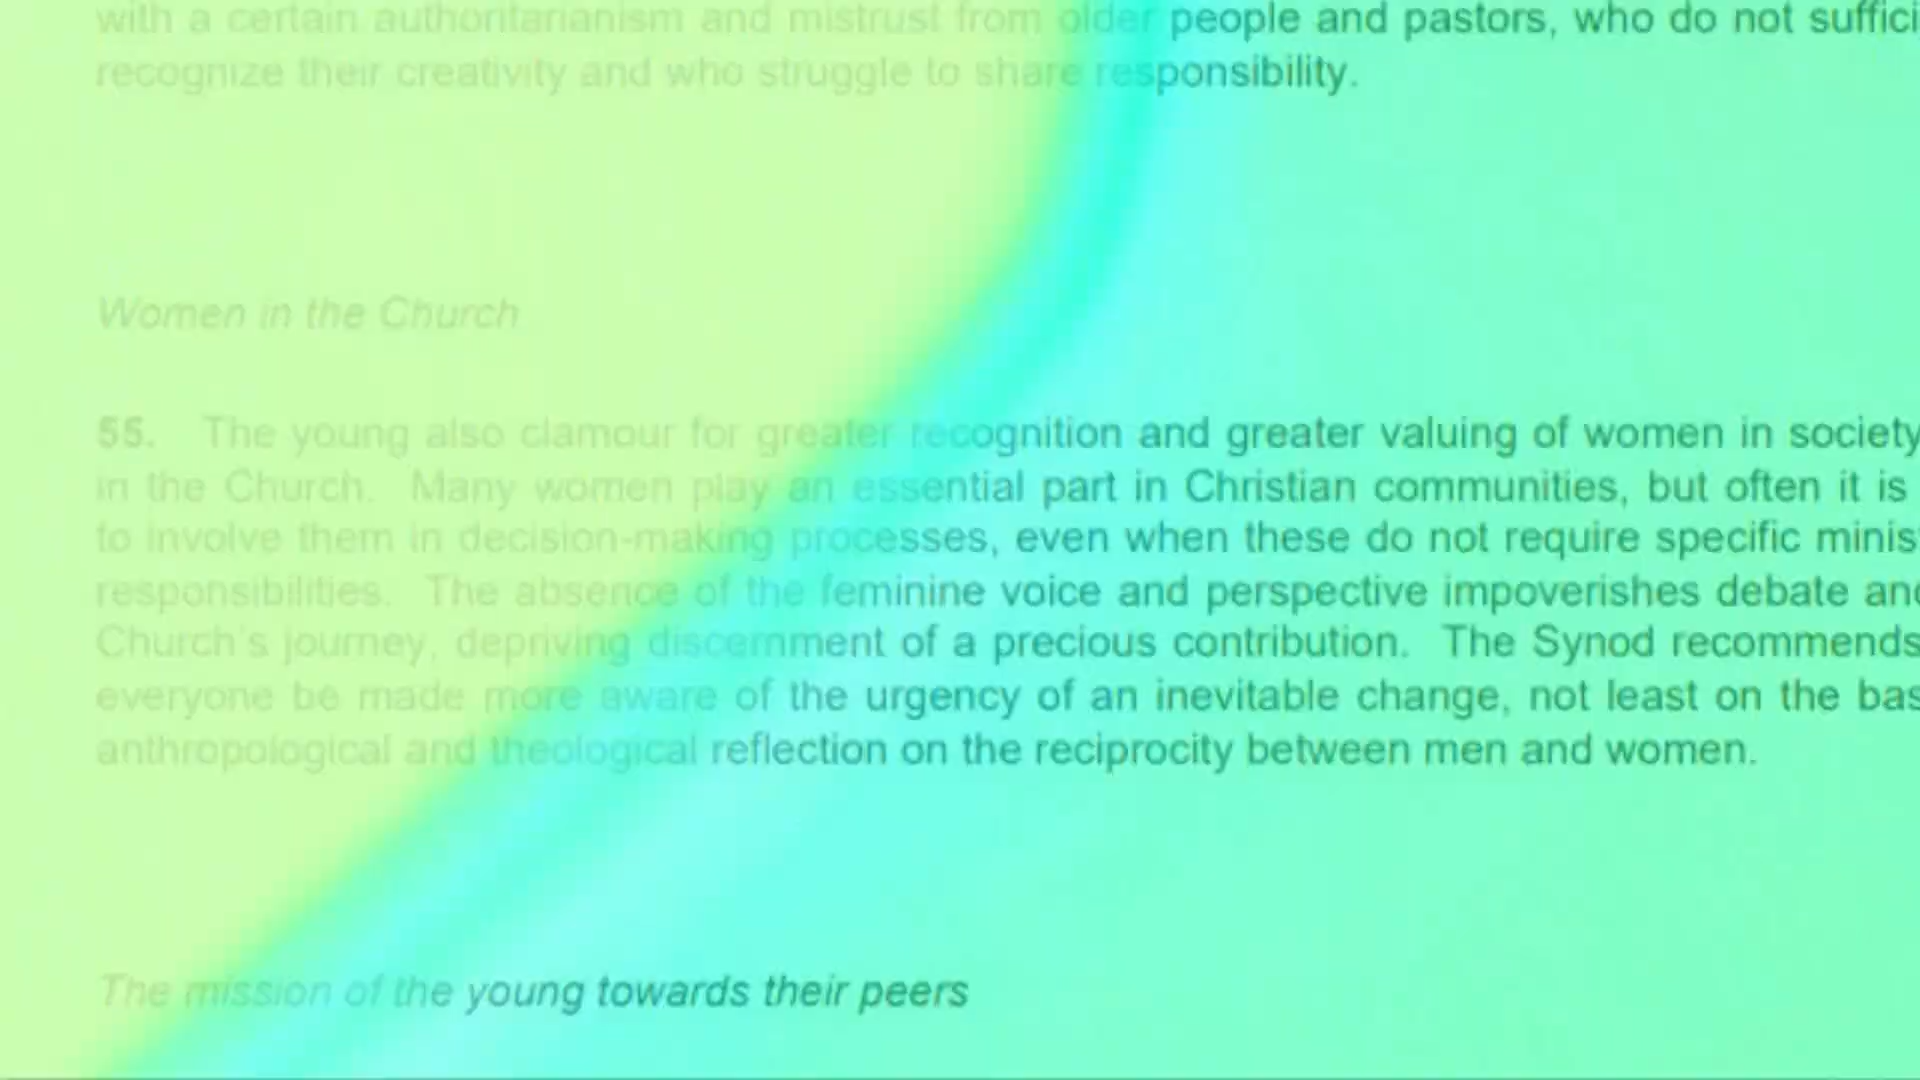 with a certain authoritarianism and mistrust from older people and pastors, who do not suffici
recognize their creativity and who struggle to share responsibility.
Women in the Church
55. The young also clamour for greater recognition and greater valuing of women in society
in the Church. Many women play an essential part in Christian communities, but often it is
to involve them in decision-making processes, even when these do not require specific minis
responsibilities. The absence of the feminine voice and perspective impoverishes debate and
Church's journey, depriving discernment of a precious contribution. The Synod recommends
everyone be made more aware of the urgency of an inevitable change, not least on the bas
anthropological and theological reflection on the reciprocity between men and women.
The mission of the young towards their peers